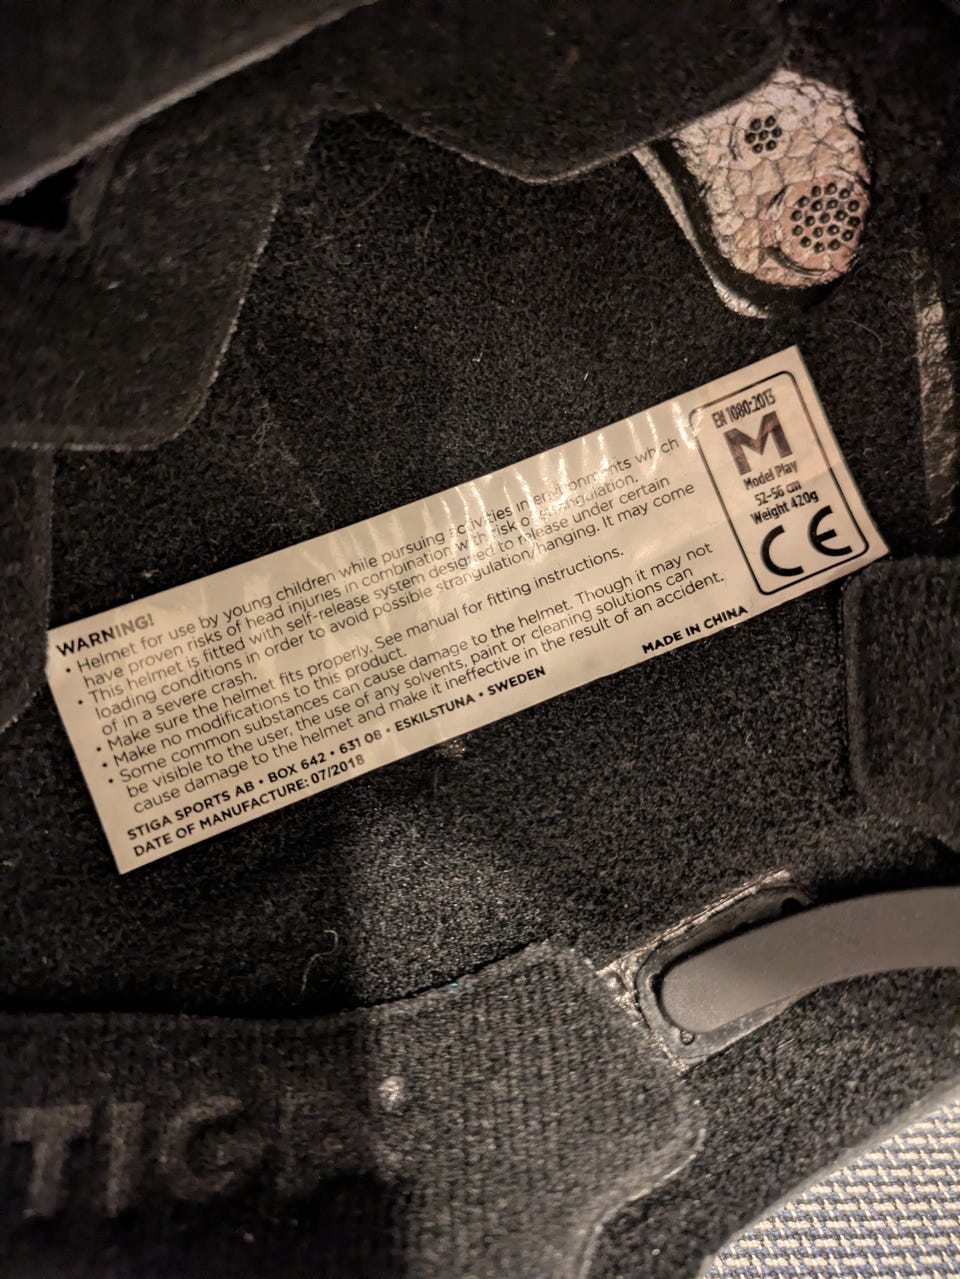 WARNING!
• Helmet for use by young children while pursuing activities in environments which
have proven risks of head injuries in combination with risk of strangulation.
• This helmet is fitted with self-release system designed to release under certain
loading conditions in order to avoid possible strangulation/hanging. It may come
of in a severe crash.
• Make sure the helmet fits properly. See manual for fitting instructions.
• Make no modifications to this product.
• Some common substances can cause damage to the helmet. Though it may not
be visible to the user, the use of any solvents, paint or cleaning solutions can
cause damage to the helmet and make it ineffective in the result of an accident.
STIGA SPORTS AB • BOX 642 • 631 08 • ESKILSTUNA • SWEDEN
DATE OF MANUFACTURE: 07/2018
MADE IN CHINA
EN 1080:2013
M
Model Play
52-56 cm
Weight 420g
CE
TIG